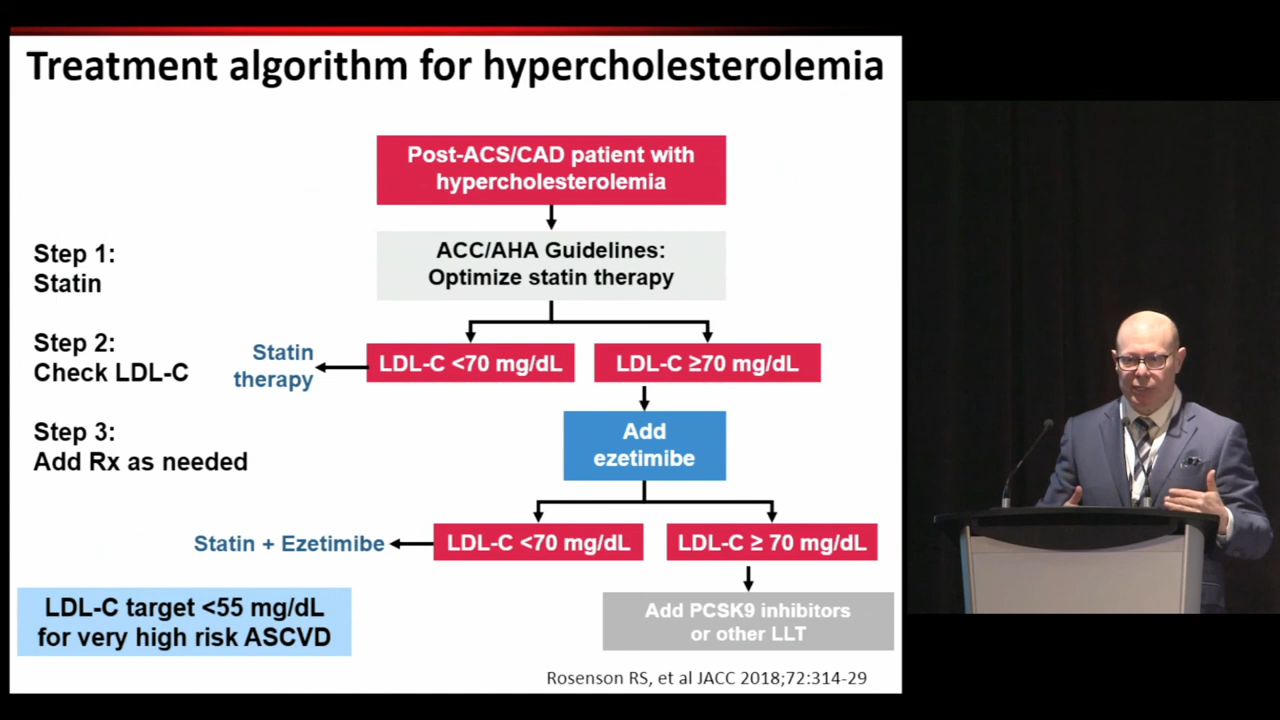 Treatment algorithm for hypercholesterolemia
Post-ACS/CAD patient with
hypercholesterolemia
Step 1:
Statin
ACC/AHA Guidelines:
Optimize statin therapy
Step 2:
Check LDL-C
Statin
therapy
LDL-C <70 mg/dL
LDL-C ≥70 mg/dL
Step 3:
Add Rx as needed
Add
ezetimibe
Statin + Ezetimibe
LDL-C <70 mg/dL
LDL-C ≥ 70 mg/dL
LDL-C target <55 mg/dL
for very high risk ASCVD
Add PCSK9 inhibitors
or other LLT
Rosenson RS, et al JACC 2018;72:314-29